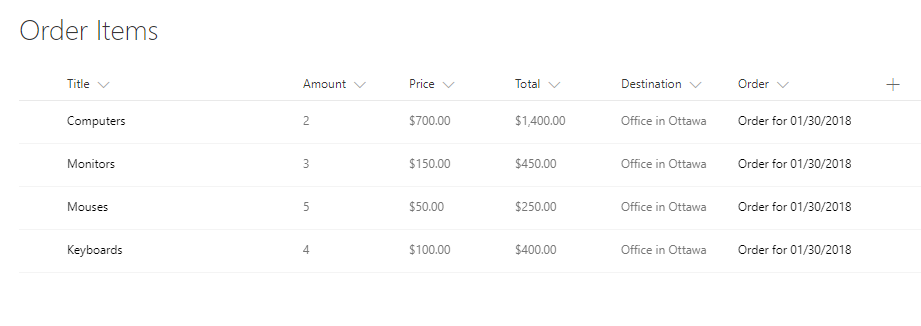 Order Items
Title Amount Price Total Destination Order
Computers 2 $700.00 $1,400.00 Office in Ottawa Order for 01/30/2018
Monitors 3 $150.00 $450.00 Office in Ottawa Order for 01/30/2018
Mouses 5 $50.00 $250.00 Office in Ottawa Order for 01/30/2018
Keyboards 4 $100.00 $400.00 Office in Ottawa Order for 01/30/2018